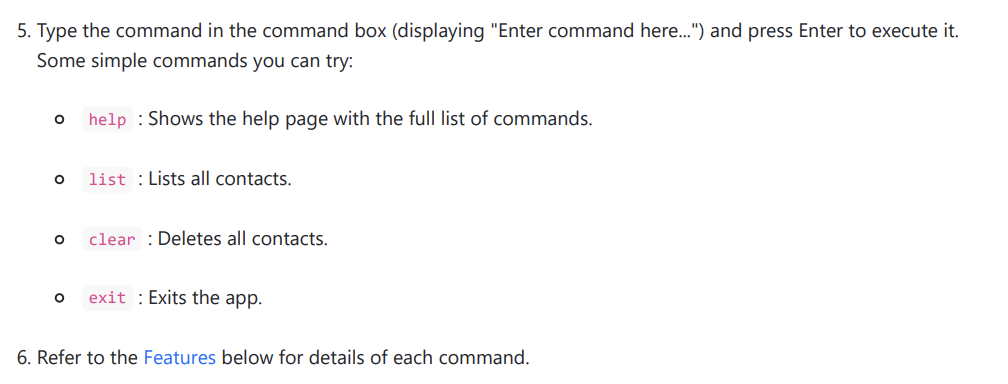 5. Type the command in the command box (displaying "Enter command here...") and press Enter to execute it.
Some simple commands you can try:
help : Shows the help page with the full list of commands.
list : Lists all contacts.
clear : Deletes all contacts.
exit : Exits the app.
6. Refer to the Features below for details of each command.